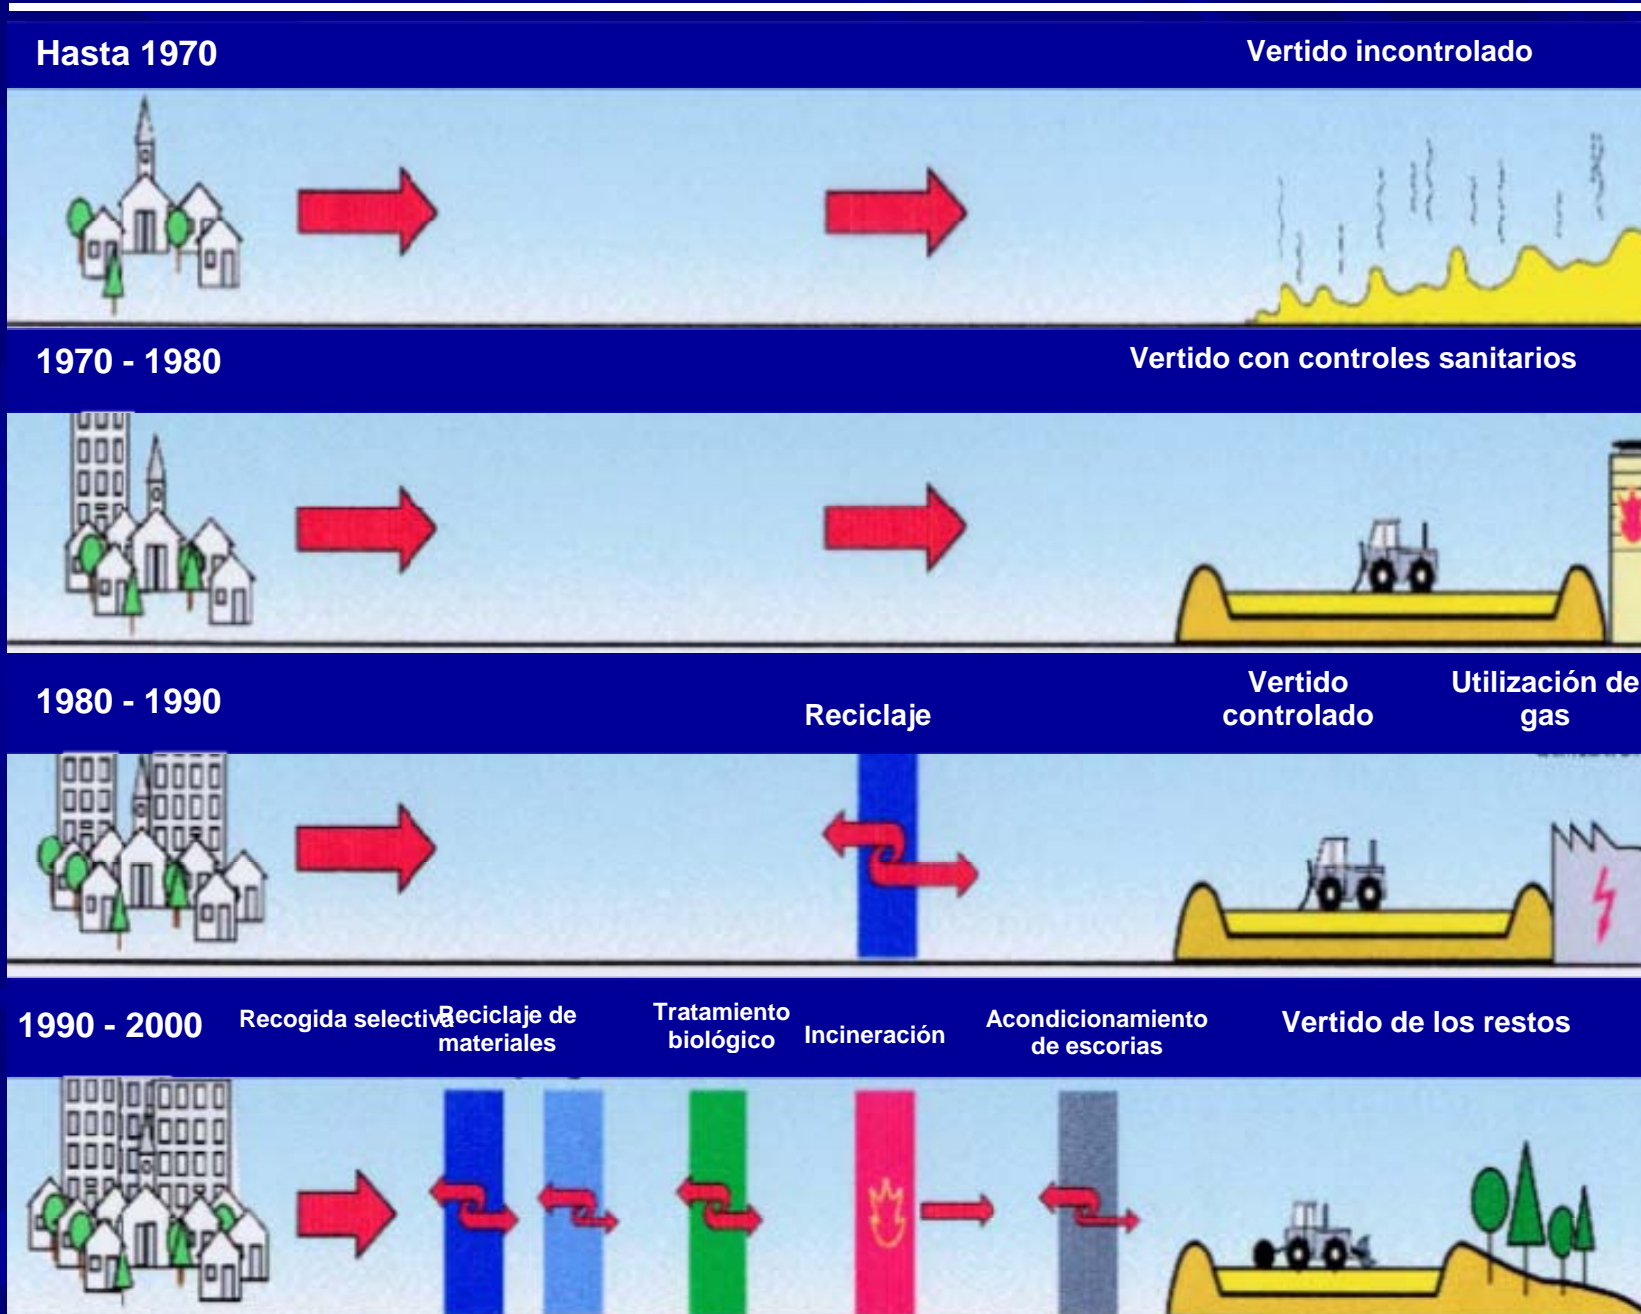 Hasta 1970
Vertido incontrolado
1970 - 1980
Vertido con controles sanitarios
1980 - 1990
Reciclaje
Vertido
controlado
Utilización de
gas
1990 - 2000
Recogida selectiva
Reciclaje de
materiales
Tratamiento
biológico
Incineración
Acondicionamiento
de escorias
Vertido de los restos